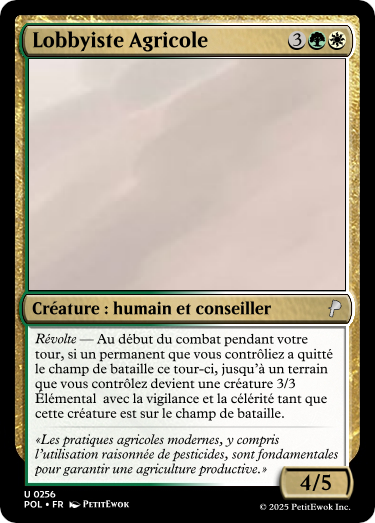 Lobbyiste Agricole 3
Créature : humain et conseiller
Révolte — Au début du combat pendant votre
tour, si un permanent que vous contrôliez a quitté
le champ de bataille ce tour-ci, jusqu'à un terrain
que vous contrôlez devient une créature 3/3
Élémental avec la vigilance et la célérité tant que
cette créature est sur le champ de bataille.
«Les pratiques agricoles modernes, y compris
l'utilisation raisonnée de pesticides, sont fondamentales
pour garantir une agriculture productive.»
4/5
U 0256
POL • FR PetitEwok
© 2025 PetitEwok Inc.